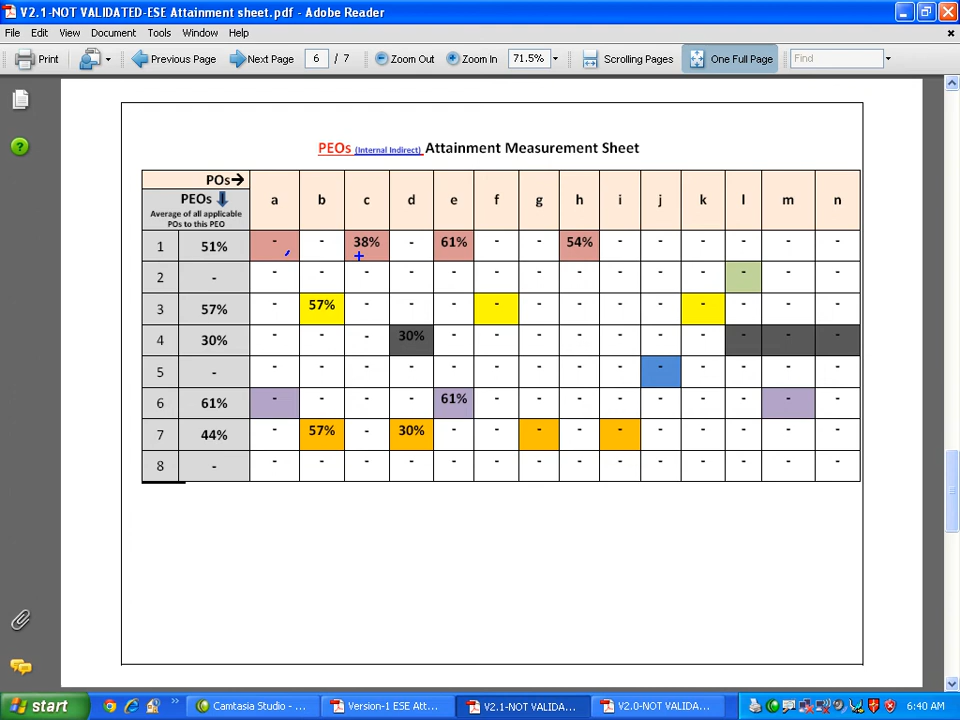 V2.1-NOT VALIDATED-ESE Attainment sheet.pdf - Adobe Reader
File Edit View Document Tools Window Help
Print Previous Page Next Page 6 / 7 Zoom Out Zoom In 71.5% Scrolling Pages One Full Page Find
PEOs (Internal Indirect) Attainment Measurement Sheet
POs→ a b c d e f g h i j k l m n
PEOs
Average of all applicable
POs to this PEO
1 51% - - 38% - 61% - - 54% - - - - - -
2 - - - - - - - - - - - - - - -
3 57% - 57% - - - - - - - - - - - -
4 30% - - - 30% - - - - - - - - - -
5 - - - - - - - - - - - - - - -
6 61% - - - - 61% - - - - - - - - -
7 44% - 57% - 30% - - - - - - - - - -
8 - - - - - - - - - - - - - - -
start Camtasia Studio - ... Version-1 ESE Att... V2.1-NOT VALIDA... V2.0-NOT VALIDA... 6:40 AM